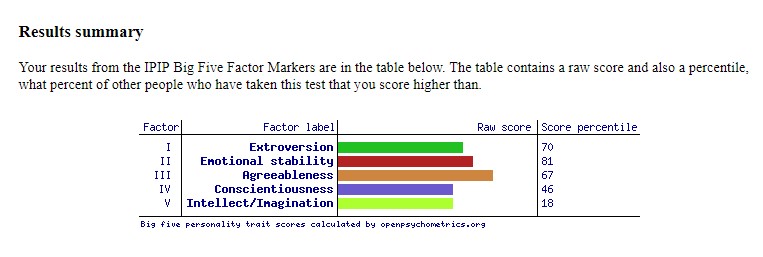 Results summary
Your results from the IPIP Big Five Factor Markers are in the table below. The table contains a raw score and also a percentile,
what percent of other people who have taken this test that you score higher than.
Factor Factor label Raw score Score percentile
I Extroversion 70
II Emotional stability 81
III Agreeableness 67
IV Conscientiousness 46
V Intellect/Imagination 18
Big five personality trait scores calculated by openpsychometrics.org